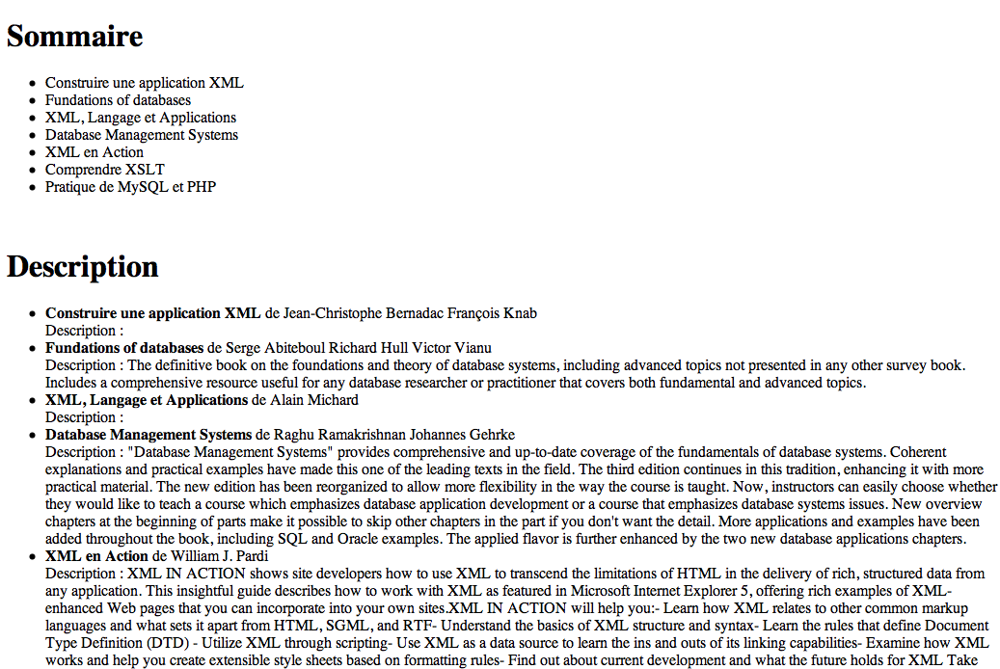 Sommaire
Construire une application XML
Fundations of databases
XML, Langage et Applications
Database Management Systems
XML en Action
Comprendre XSLT
Pratique de MySQL et PHP
Description
Construire une application XML de Jean-Christophe Bernadac François Knab
Description :
Fundations of databases de Serge Abiteboul Richard Hull Victor Vianu
Description : The definitive book on the foundations and theory of database systems, including advanced topics not presented in any other survey book.
Includes a comprehensive resource useful for any database researcher or practitioner that covers both fundamental and advanced topics.
XML, Langage et Applications de Alain Michard
Description :
Database Management Systems de Raghu Ramakrishnan Johannes Gehrke
Description : "Database Management Systems" provides comprehensive and up-to-date coverage of the fundamentals of database systems. Coherent
explanations and practical examples have made this one of the leading texts in the field. The third edition continues in this tradition, enhancing it with more
practical material. The new edition has been reorganized to allow more flexibility in the way the course is taught. Now, instructors can easily choose whether
they would like to teach a course which emphasizes database application development or a course that emphasizes database systems issues. New overview
chapters at the beginning of parts make it possible to skip other chapters in the part if you don't want the detail. More applications and examples have been
added throughout the book, including SQL and Oracle examples. The applied flavor is further enhanced by the two new database applications chapters.
XML en Action de William J. Pardi
Description : XML IN ACTION shows site developers how to use XML to transcend the limitations of HTML in the delivery of rich, structured data from
any application. This insightful guide describes how to work with XML as featured in Microsoft Internet Explorer 5, offering rich examples of XML-
enhanced Web pages that you can incorporate into your own sites.XML IN ACTION will help you:- Learn how XML relates to other common markup
languages and what sets it apart from HTML, SGML, and RTF- Understand the basics of XML structure and syntax- Learn the rules that define Document
Type Definition (DTD) - Utilize XML through scripting- Use XML as a data source to learn the ins and outs of its linking capabilities- Examine how XML
works and help you create extensible style sheets based on formatting rules- Find out about current development and what the future holds for XML Take